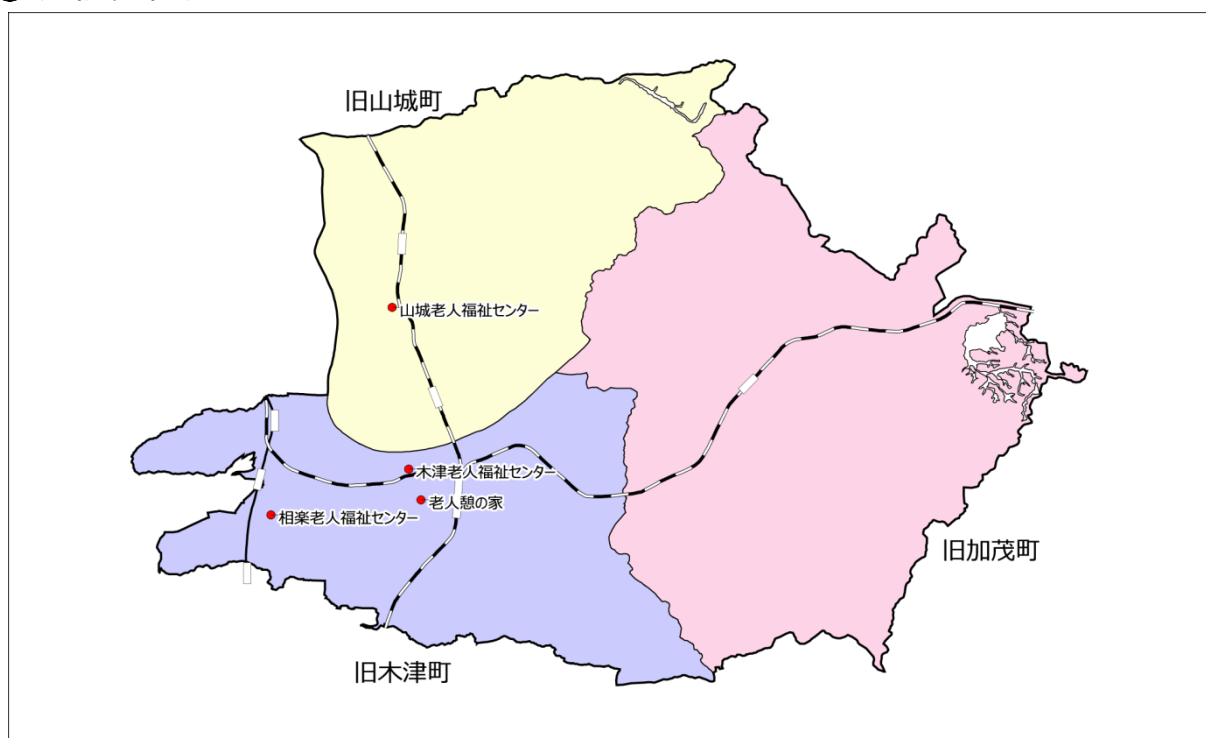 旧山城町
山城老人福祉センター
木津老人福祉センター
老人憩の家
相楽老人福祉センター
旧加茂町
旧木津町